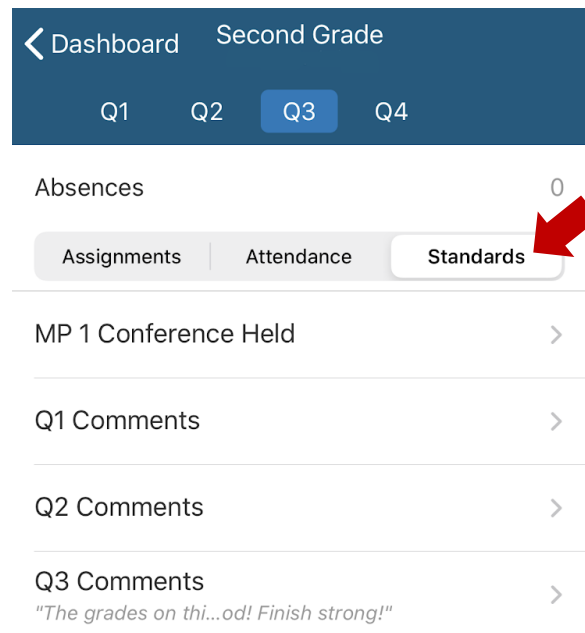 Dashboard Second Grade
Q1 Q2 Q3 Q4
Absences 0
Assignments Attendance Standards
MP 1 Conference Held
Q1 Comments
Q2 Comments
Q3 Comments
"The grades on thi...od! Finish strong!"